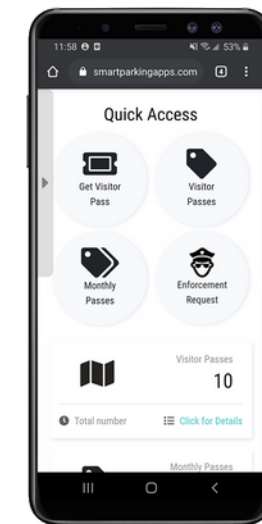 11:58
53%
smartparkingapps.com
4
Quick Access
Get Visitor
Pass
Visitor
Passes
Monthly
Passes
Enforcement
Request
Visitor Passes
10
Total number
Click for Details
Monthly Passes